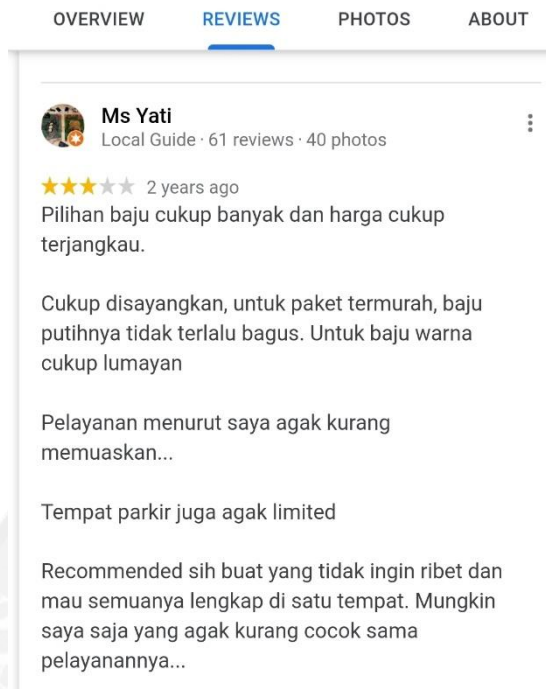 OVERVIEW REVIEWS PHOTOS ABOUT
Ms Yati
Local Guide · 61 reviews · 40 photos
2 years ago
Pilihan baju cukup banyak dan harga cukup
terjangkau.
Cukup disayangkan, untuk paket termurah, baju
putihnya tidak terlalu bagus. Untuk baju warna
cukup lumayan
Pelayanan menurut saya agak kurang
memuaskan...
Tempat parkir juga agak limited
Recommended sih buat yang tidak ingin ribet dan
mau semuanya lengkap di satu tempat. Mungkin
saya saja yang agak kurang cocok sama
pelayanannya...